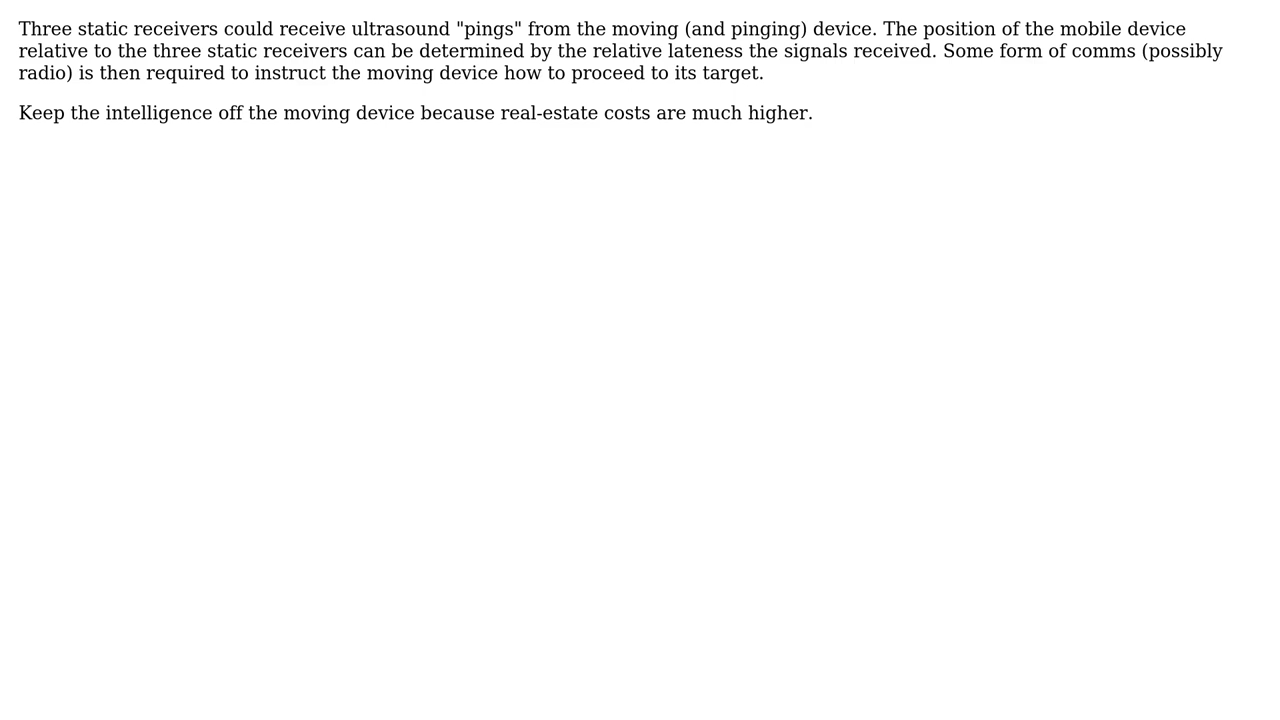 Three static receivers could receive ultrasound "pings" from the moving (and pinging) device. The position of the mobile device
relative to the three static receivers can be determined by the relative lateness the signals received. Some form of comms (possibly
radio) is then required to instruct the moving device how to proceed to its target.
Keep the intelligence off the moving device because real-estate costs are much higher.